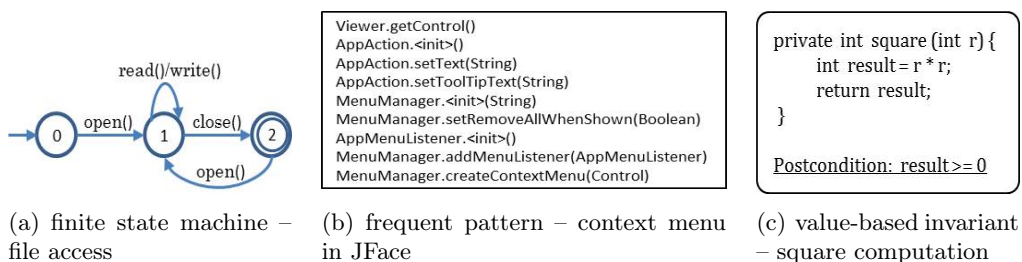 read()/write()
0
open()
1
close()
2
open()
(a) finite state machine –
file access
Viewer.getControl()
AppAction.<init>()
AppAction.setText(String)
AppAction.setToolTipText(String)
MenuManager.<init>(String)
MenuManager.setRemoveAllWhenShown(Boolean)
AppMenuListener.<init>()
MenuManager.addMenuListener(AppMenuListener)
MenuManager.createContextMenu(Control)
(b) frequent pattern – context menu
in JFace
private int square (int r) {
int result = r * r;
return result;
}
Postcondition: result>= 0
(c) value-based invariant
– square computation